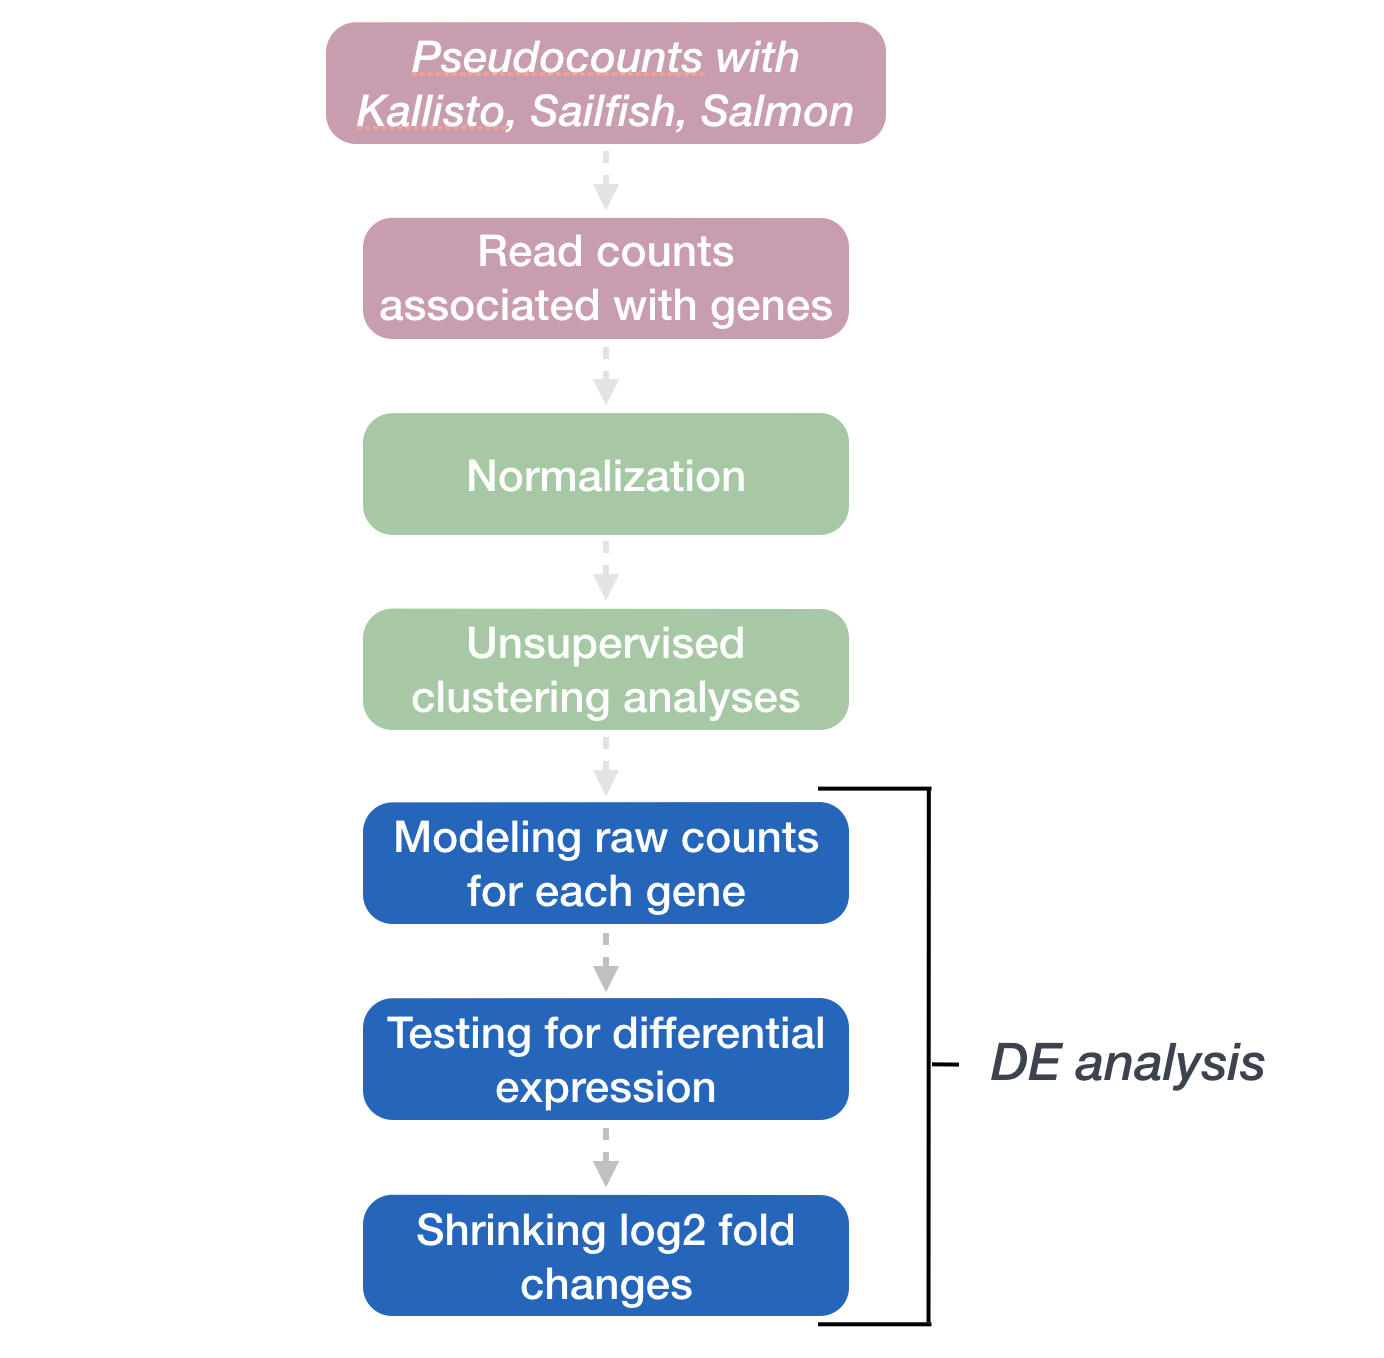 Pseudocounts with
Kallisto, Sailfish, Salmon
Read counts
associated with genes
Normalization
Unsupervised
clustering analyses
Modeling raw counts
for each gene
Testing for differential
expression
DE analysis
Shrinking log2 fold
changes